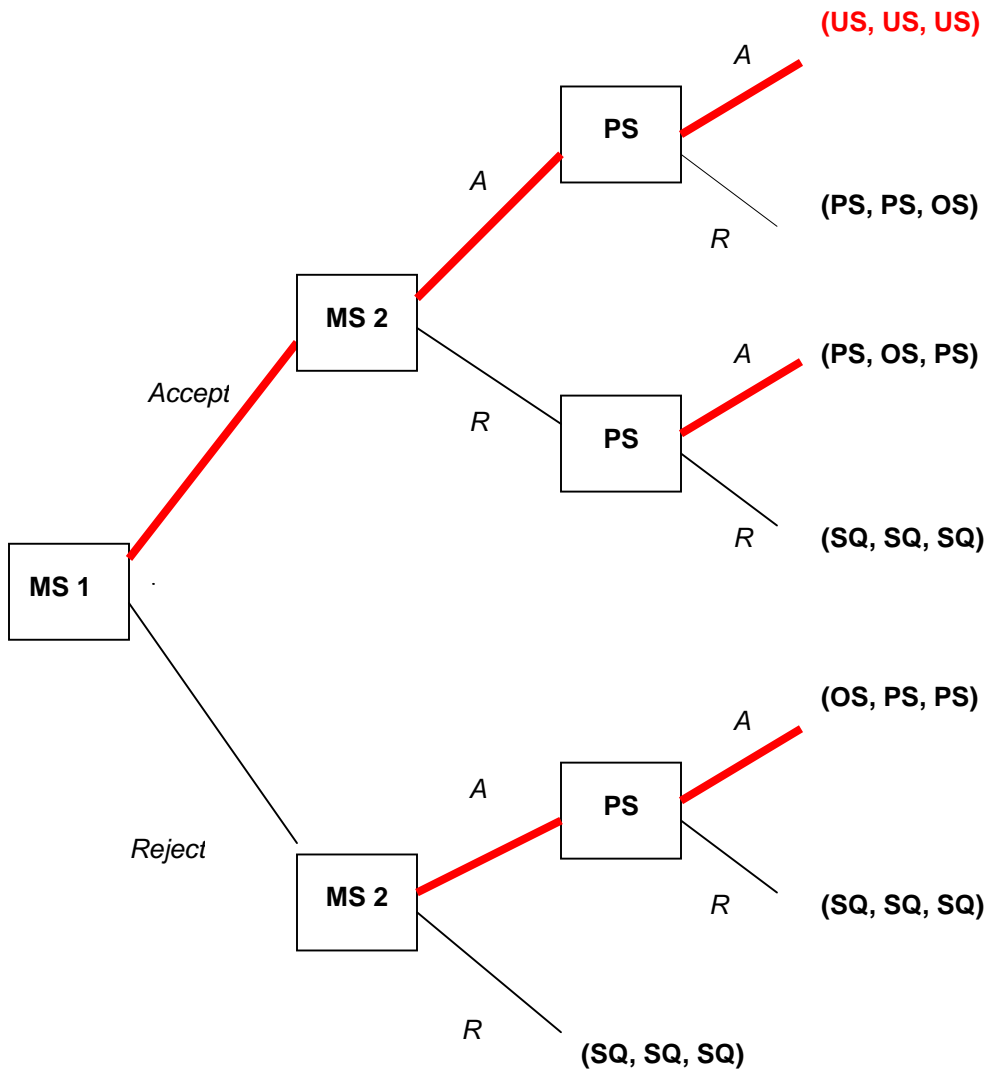 (US, US, US)
A
PS
A
(PS, PS, OS)
R
MS 2
A
(PS, OS, PS)
Accept
R
PS
R
(SQ, SQ, SQ)
MS 1
(OS, PS, PS)
A
A
PS
Reject
MS 2
R
(SQ, SQ, SQ)
R
(SQ, SQ, SQ)